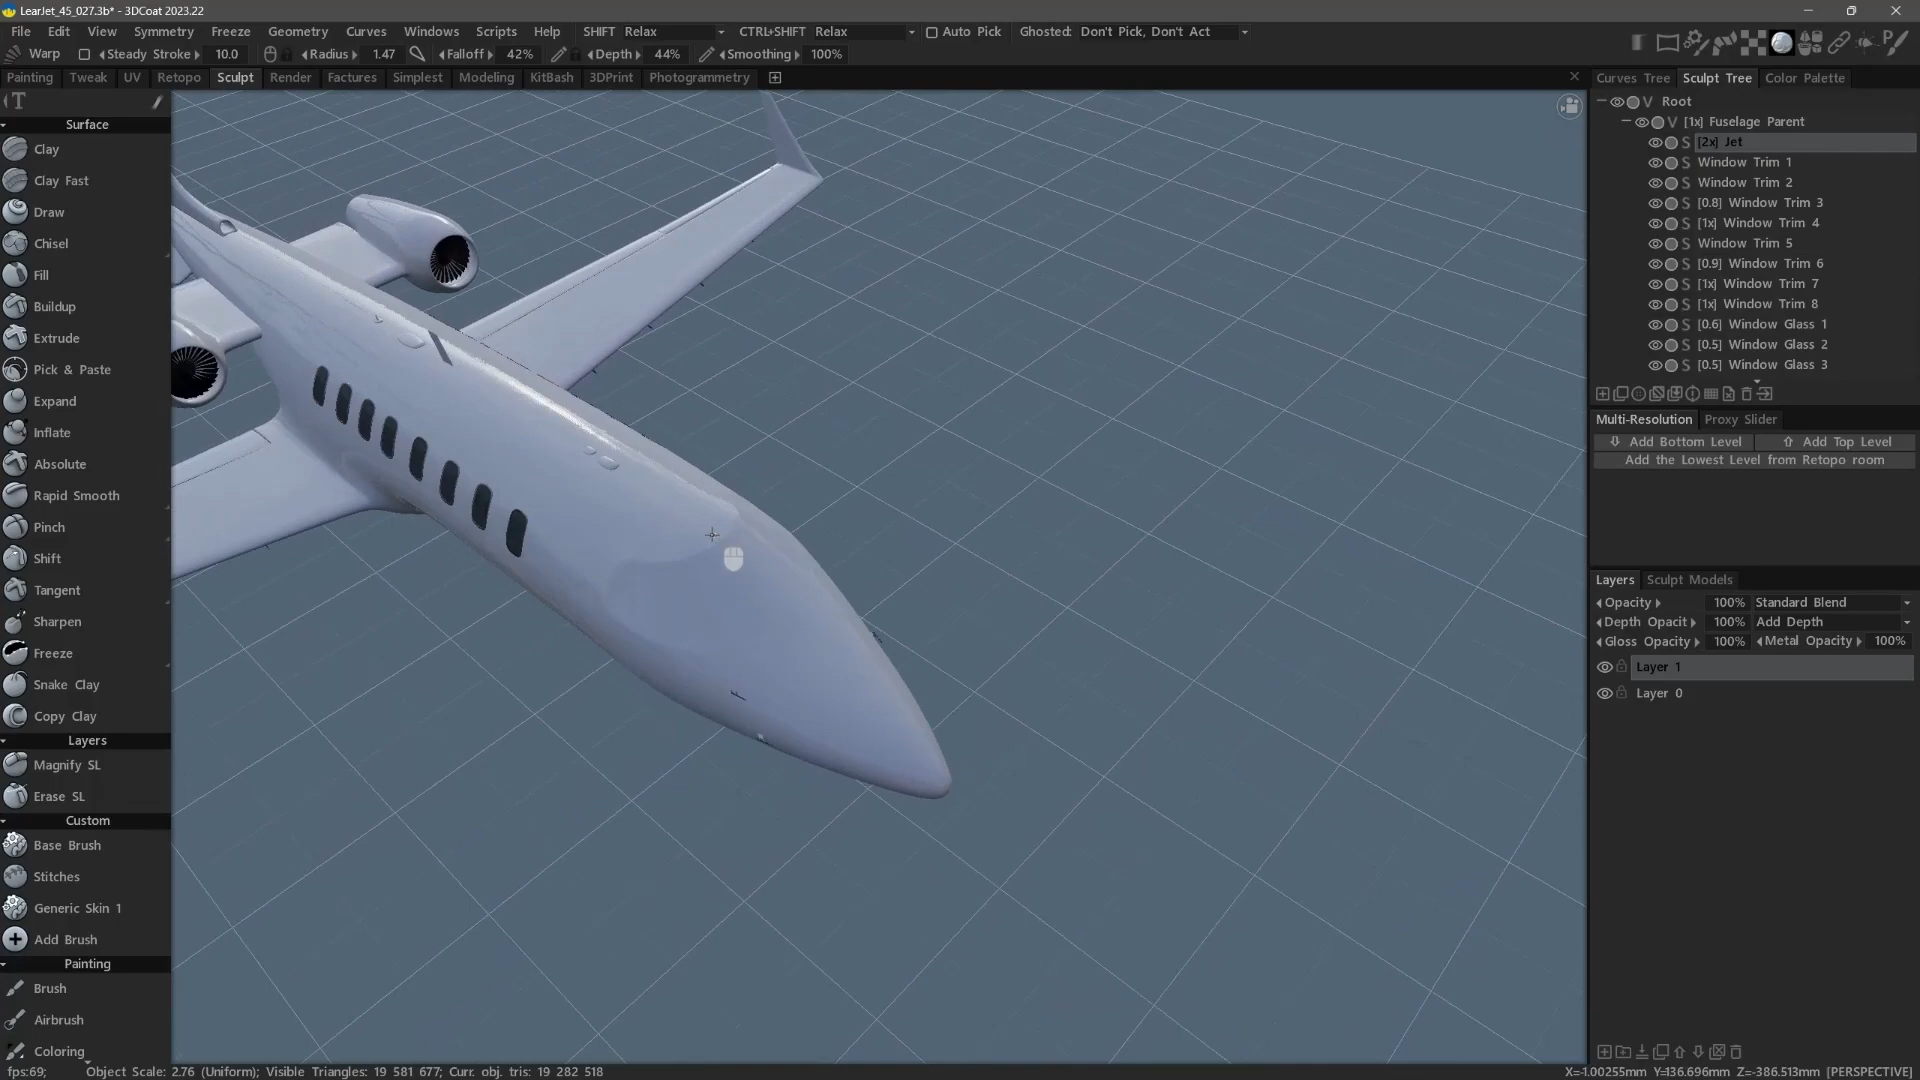 LearJet_45_027.3b* - 3DCoat 2023.22
File Edit View Symmetry Freeze Geometry Curves Windows Scripts Help SHIFT Relax CTRL+SHIFT Relax Auto Pick Ghosted: Don't Pick, Don't Act
Warp Steady Stroke 10.0 Radius 1.47 Falloff 42% Depth 44% Smoothing 100%
Painting Tweak UV Retopo Sculpt Render Factures Simplest Modeling KitBash 3DPrint Photogrammetry
Surface
Clay
Clay Fast
Draw
Chisel
Fill
Buildup
Extrude
Pick & Paste
Expand
Inflate
Absolute
Rapid Smooth
Pinch
Shift
Tangent
Sharpen
Freeze
Snake Clay
Copy Clay
Layers
Magnify SL
Erase SL
Custom
Base Brush
Stitches
Generic Skin 1
Add Brush
Painting
Brush
Airbrush
Coloring
Curves Tree Sculpt Tree Color Palette
V Root
V [1x] Fuselage Parent
S [2x] Jet
S Window Trim 1
S Window Trim 2
S [0.8] Window Trim 3
S [1x] Window Trim 4
S Window Trim 5
S [0.9] Window Trim 6
S [1x] Window Trim 7
S [1x] Window Trim 8
S [0.6] Window Glass 1
S [0.5] Window Glass 2
S [0.5] Window Glass 3
Multi-Resolution Proxy Slider
Add Bottom Level Add Top Level
Add the Lowest Level from Retopo room
Layers Sculpt Models
Opacity 100% Standard Blend
Depth Opacit 100% Add Depth
Gloss Opacity 100% Metal Opacity 100%
Layer 1
Layer 0
fps:69; Object Scale: 2.76 (Uniform); Visible Triangles: 19 581 677; Curr. obj. tris: 19 282 518
X=-1.00255mm Y=136.696mm Z=-386.513mm [PERSPECTIVE]